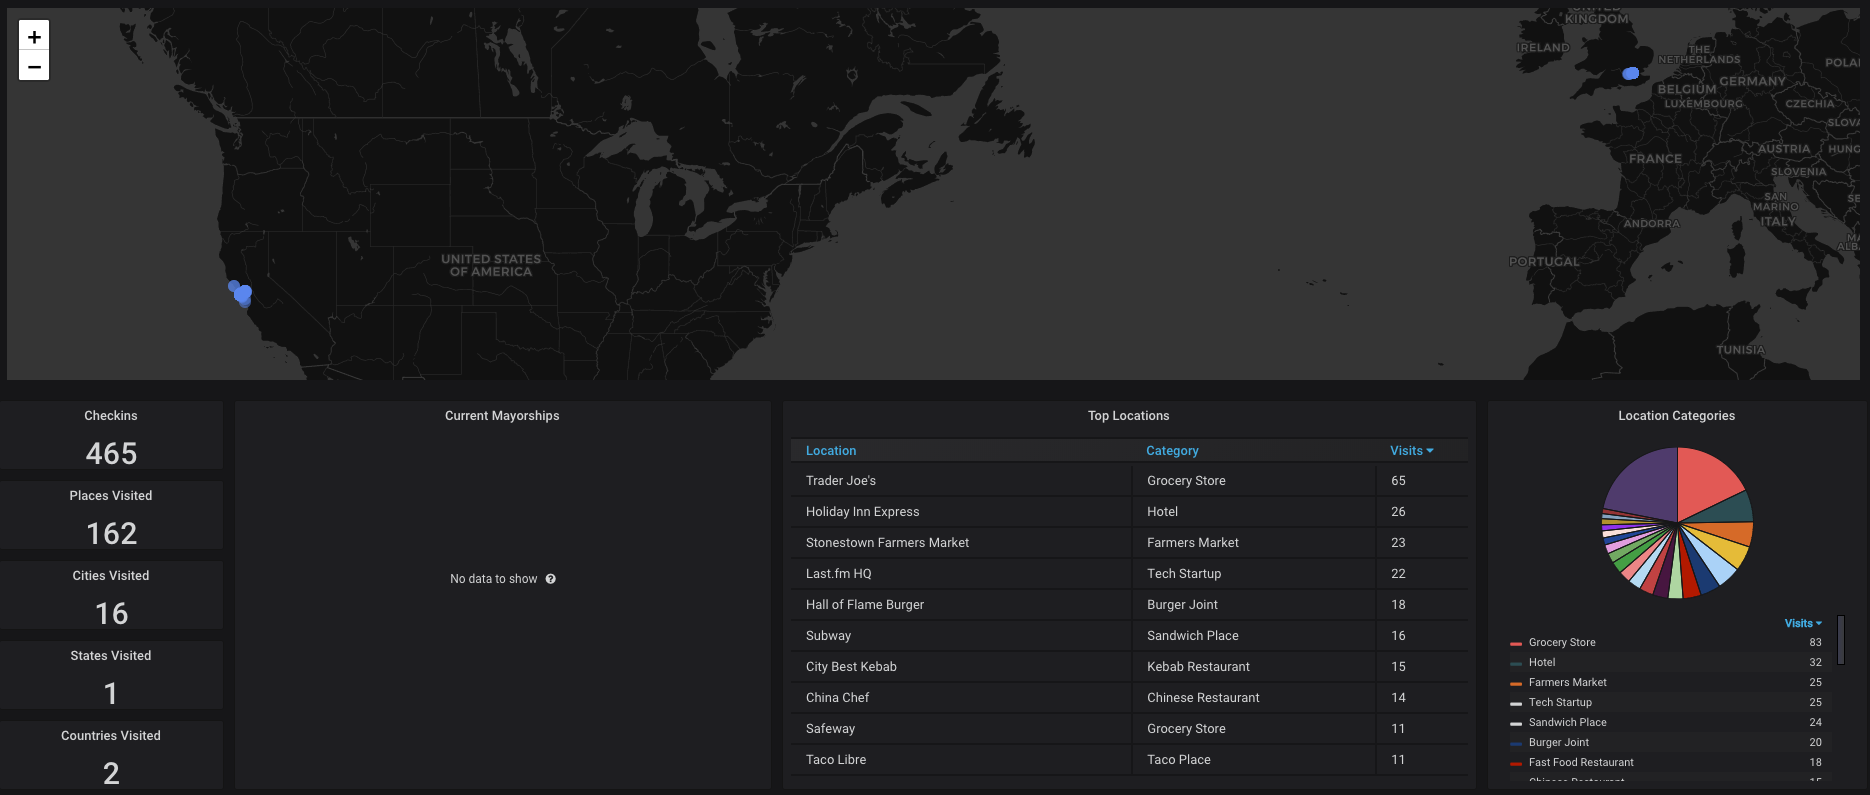 +
−
UNITED
KINGDOM
IRELAND
THE
NETHERLANDS
BELGIUM
GERMANY
POLA
LUXEMBOURG
CZECHIA
SLOVA
AUSTRIA
HUNG
FRANCE
SLOVENIA
SAN
MARINO
SE
ITALY
ANDORRA
M
ALB
PORTUGAL
UNITED STATES
OF AMERICA
TUNISIA
Checkins
465
Places Visited
162
Cities Visited
16
States Visited
1
Countries Visited
2
Current Mayorships
No data to show ?
Top Locations
Location Category Visits
Trader Joe's Grocery Store 65
Holiday Inn Express Hotel 26
Stonestown Farmers Market Farmers Market 23
Last.fm HQ Tech Startup 22
Hall of Flame Burger Burger Joint 18
Subway Sandwich Place 16
City Best Kebab Kebab Restaurant 15
China Chef Chinese Restaurant 14
Safeway Grocery Store 11
Taco Libre Taco Place 11
Location Categories
Visits
Grocery Store 83
Hotel 32
Farmers Market 25
Tech Startup 25
Sandwich Place 24
Burger Joint 20
Fast Food Restaurant 18
Chinese Restaurant 15